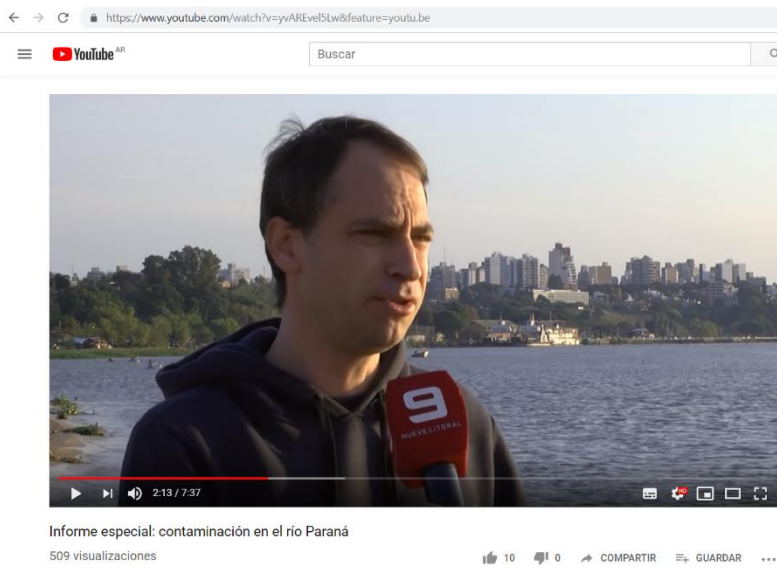 https://www.youtube.com/watch?v=yvAREvel5Lw&feature=youtu.be
YouTube AR
Buscar
9
NUEVE LITORAL
2:13 / 7:37
HD
Informe especial: contaminación en el río Paraná
509 visualizaciones
10
0
COMPARTIR
GUARDAR